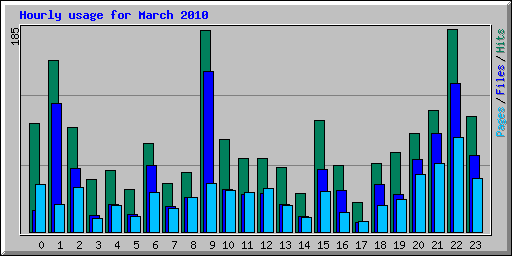 Hourly usage for March 2010
185
Pages / Files / Hits
0 1 2 3 4 5 6 7 8 9 10 11 12 13 14 15 16 17 18 19 20 21 22 23